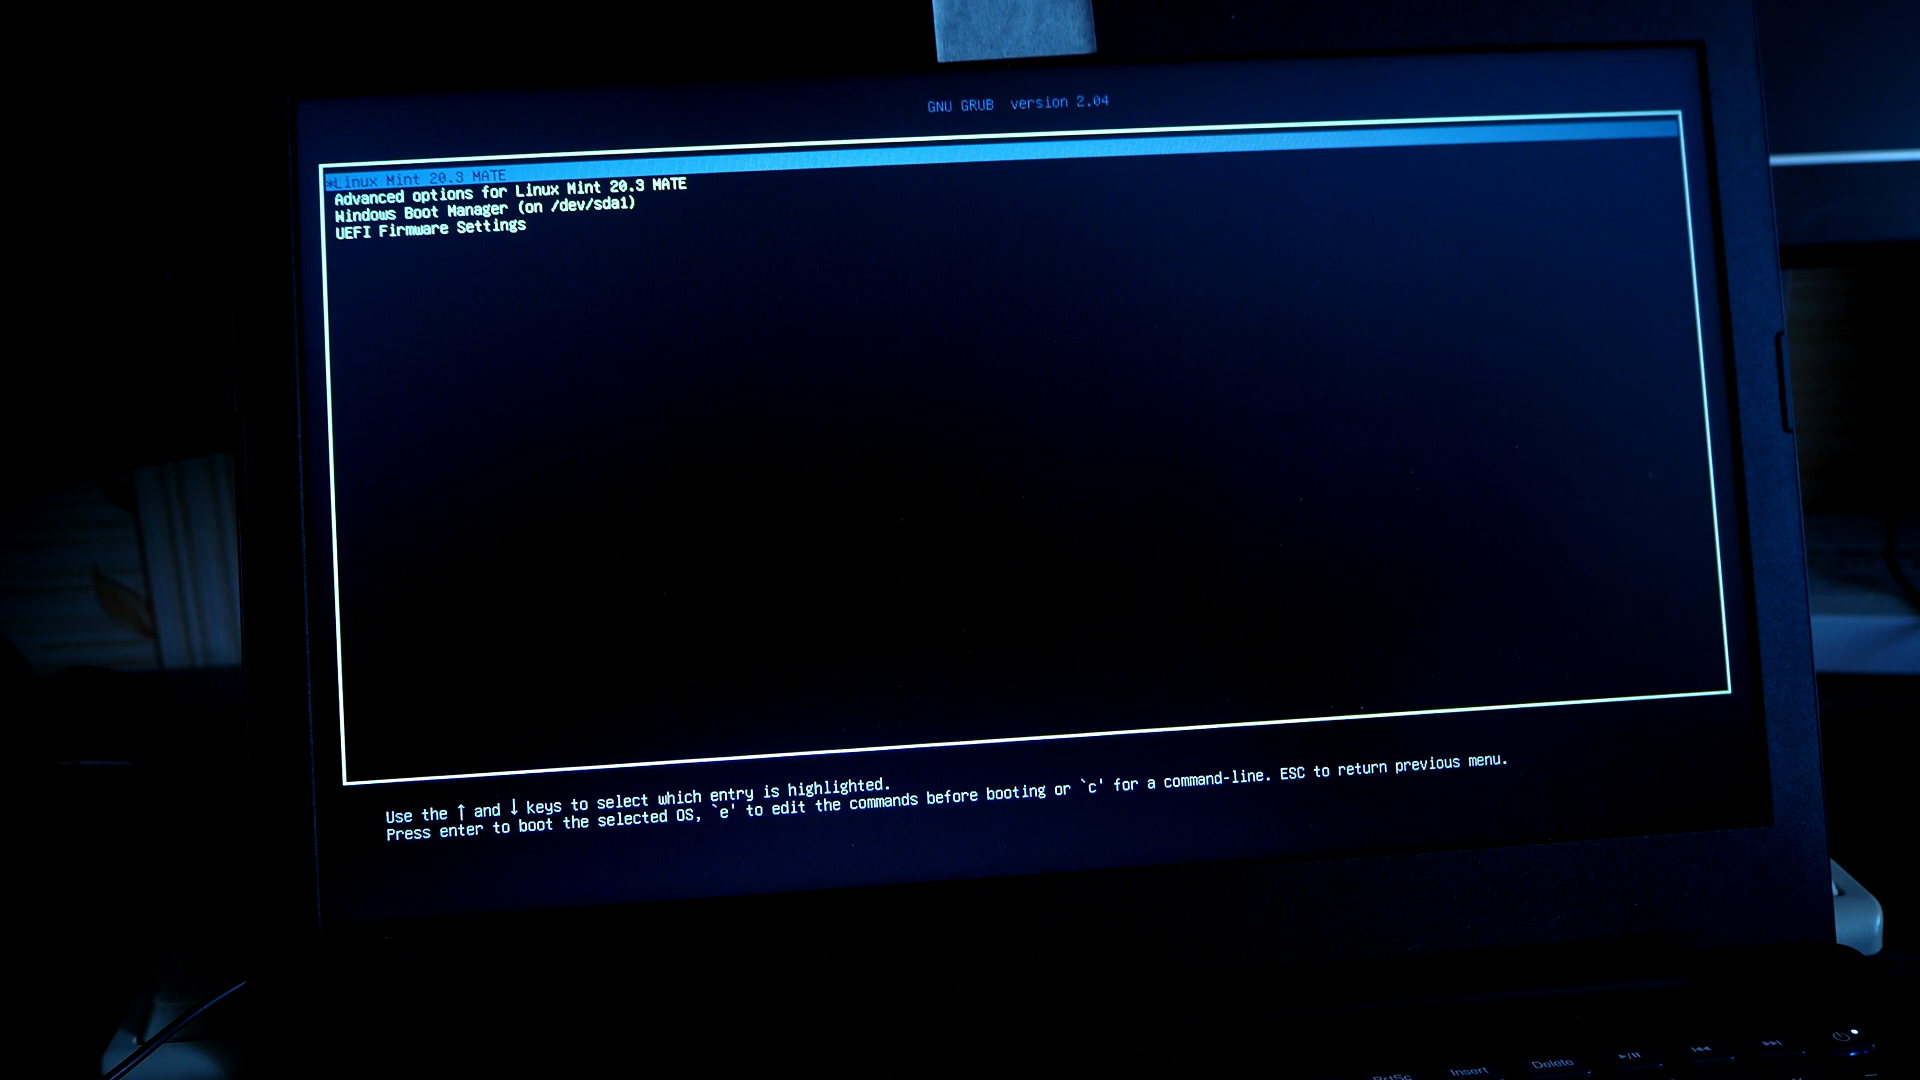 GNU GRUB  version 2.04
*Linux Mint 20.3 MATE
Advanced options for Linux Mint 20.3 MATE
Windows Boot Manager (on /dev/sda1)
UEFI Firmware Settings
Use the ↑ and ↓ keys to select which entry is highlighted.
Press enter to boot the selected OS, `e' to edit the commands before booting or `c' for a command-line. ESC to return previous menu.
PrtSc Insert Delete